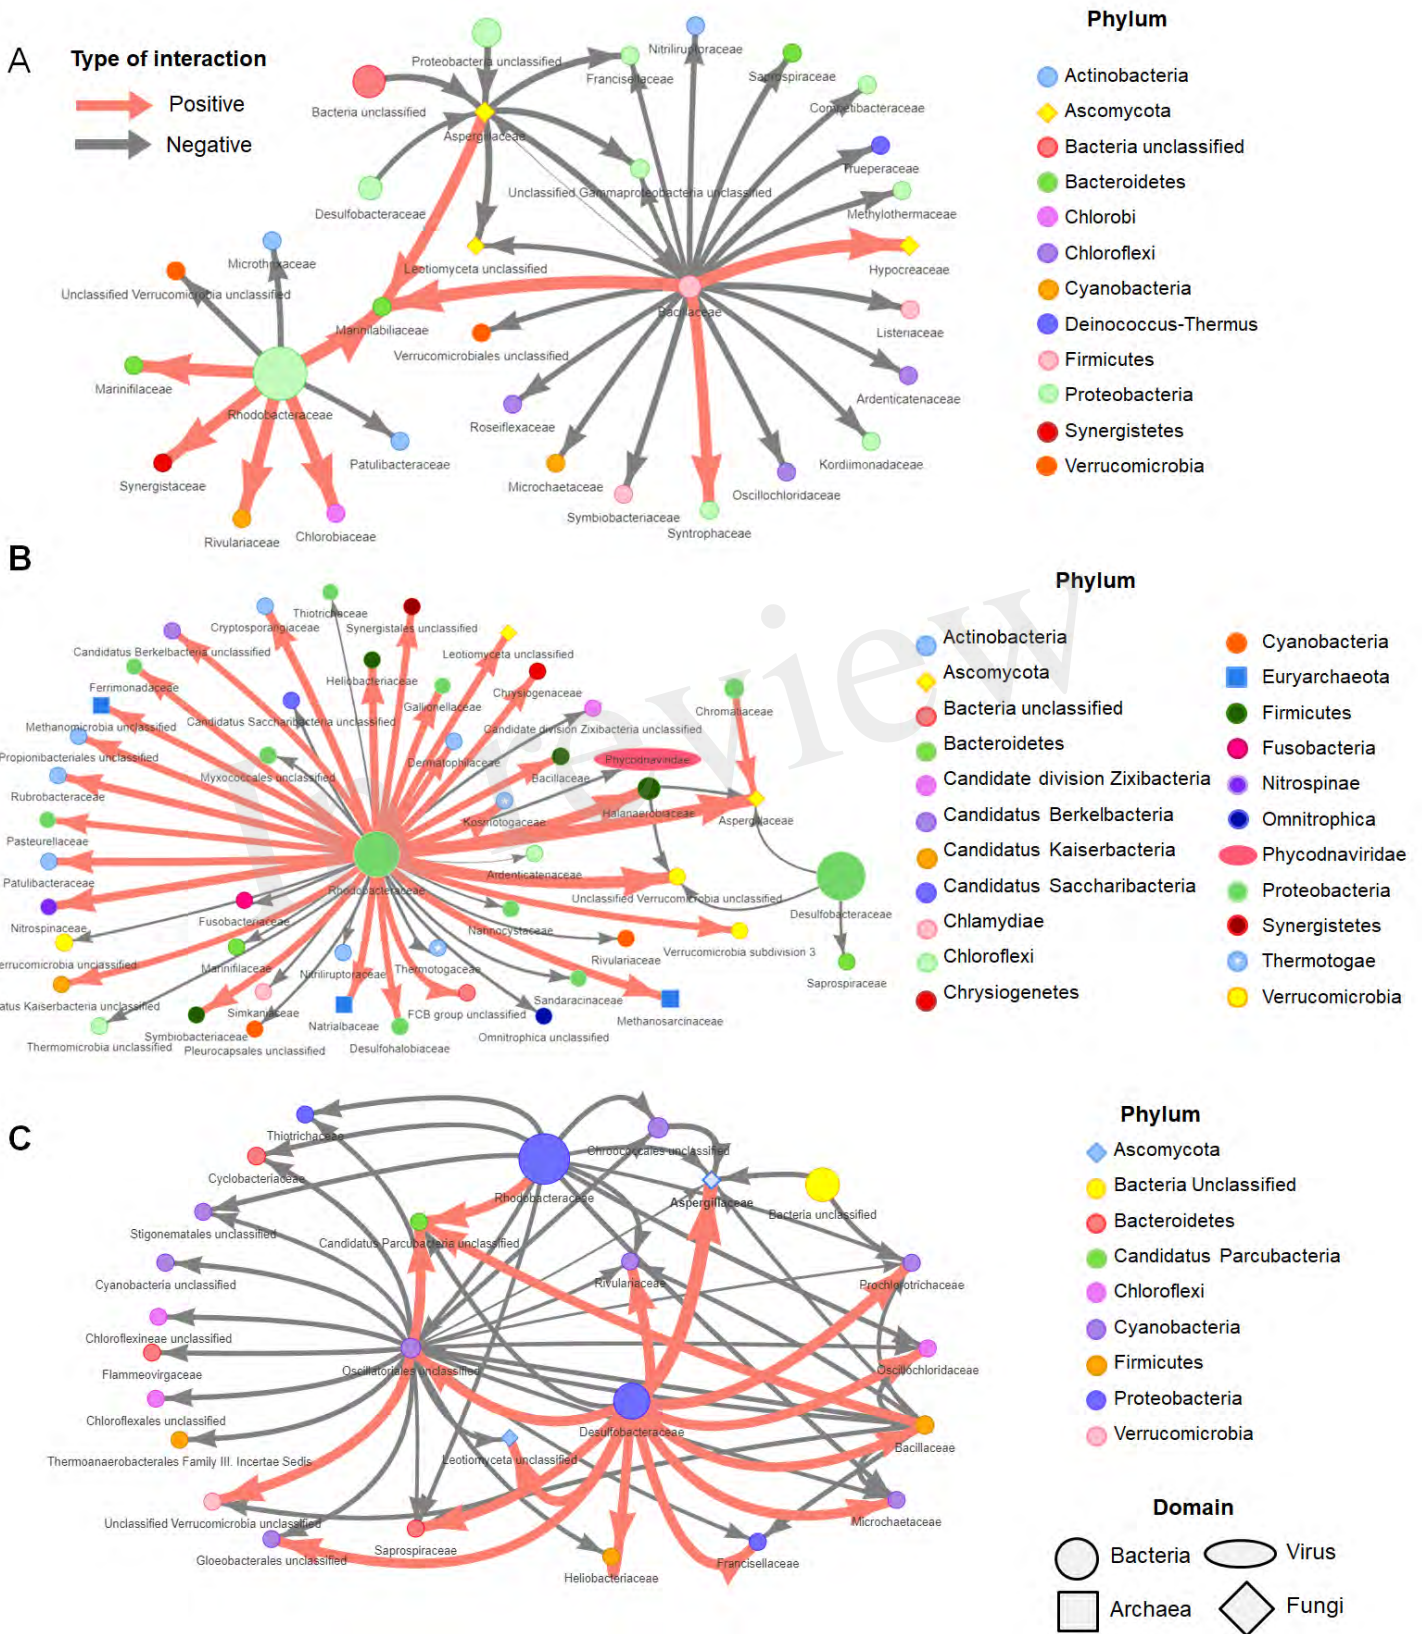 A
Type of interaction
Positive
Negative
Proteobacteria unclassified
Bacteria unclassified
Aspergillaceae
Desulfobacteraceae
Francisellaceae
Nitriliruptoraceae
Saprospiraceae
Competibacteraceae
Trueperaceae
Unclassified Gammaproteobacteria unclassified
Methylothermaceae
Leotiomyceta unclassified
Hypocreaceae
Microthrixaceae
Unclassified Verrucomicrobia unclassified
Marinilabiliaceae
Bacillaceae
Listeriaceae
Verrucomicrobiales unclassified
Marinifilaceae
Rhodobacteraceae
Ardenticatenaceae
Roseiflexaceae
Patulibacteraceae
Kordiimonadaceae
Synergistaceae
Microchaetaceae
Oscillochloridaceae
Symbiobacteriaceae
Syntrophaceae
Rivulariaceae
Chlorobiaceae
Phylum
Actinobacteria
Ascomycota
Bacteria unclassified
Bacteroidetes
Chlorobi
Chloroflexi
Cyanobacteria
Deinococcus-Thermus
Firmicutes
Proteobacteria
Synergistetes
Verrucomicrobia
B
Thiotrichaceae
Cryptosporangiaceae
Synergistales unclassified
Candidatus Berkelbacteria unclassified
Leotiomyceta unclassified
Heliobacteriaceae
Ferrimonadaceae
Chrysiogenaceae
Gallionellaceae
Candidatus Saccharibacteria unclassified
Methanomicrobia unclassified
Candidate division Zixibacteria unclassified
Chromatiaceae
Propionibacteriales unclassified
Dermatophilaceae
Phycodnaviridae
Myxococcales unclassified
Bacillaceae
Rubrobacteraceae
Halanaerobiaceae
Kosmotogaceae
Aspergillaceae
Pasteurellaceae
Ardenticatenaceae
Patulibacteraceae
Rhodobacteraceae
Unclassified Verrucomicrobia unclassified
Desulfobacteraceae
Fusobacteriaceae
Nitrospinaceae
Nannocystaceae
Verrucomicrobia subdivision 3
Rivulariaceae
errucomicrobia unclassified
Marinifilaceae
Nitriliruptoraceae
Thermotogaceae
Saprospiraceae
Sandaracinaceae
atus Kaiserbacteria unclassified
Simkaniaceae
FCB group unclassified
Methanosarcinaceae
Natrialbaceae
Symbiobacteriaceae
Omnitrophica unclassified
Thermomicrobia unclassified
Pleurocapsales unclassified
Desulfohalobiaceae
Phylum
Actinobacteria
Ascomycota
Bacteria unclassified
Bacteroidetes
Candidate division Zixibacteria
Candidatus Berkelbacteria
Candidatus Kaiserbacteria
Candidatus Saccharibacteria
Chlamydiae
Chloroflexi
Chrysiogenetes
Cyanobacteria
Euryarchaeota
Firmicutes
Fusobacteria
Nitrospinae
Omnitrophica
Phycodnaviridae
Proteobacteria
Synergistetes
Thermotogae
Verrucomicrobia
C
Thiotrichaceae
Chroococcales unclassified
Cyclobacteriaceae
Rhodobacteraceae
Aspergillaceae
Bacteria unclassified
Stigonematales unclassified
Candidatus Parcubacteria unclassified
Cyanobacteria unclassified
Rivulariaceae
Prochlorotrichaceae
Chloroflexineae unclassified
Flammeovirgaceae
Oscillatoriales unclassified
Oscillochloridaceae
Chloroflexales unclassified
Desulfobacteraceae
Bacillaceae
Thermoanaerobacterales Family III. Incertae Sedis
Leotiomyceta unclassified
Unclassified Verrucomicrobia unclassified
Microchaetaceae
Gloeobacterales unclassified
Saprospiraceae
Francisellaceae
Heliobacteriaceae
Phylum
Ascomycota
Bacteria Unclassified
Bacteroidetes
Candidatus Parcubacteria
Chloroflexi
Cyanobacteria
Firmicutes
Proteobacteria
Verrucomicrobia
Domain
Bacteria
Virus
Archaea
Fungi